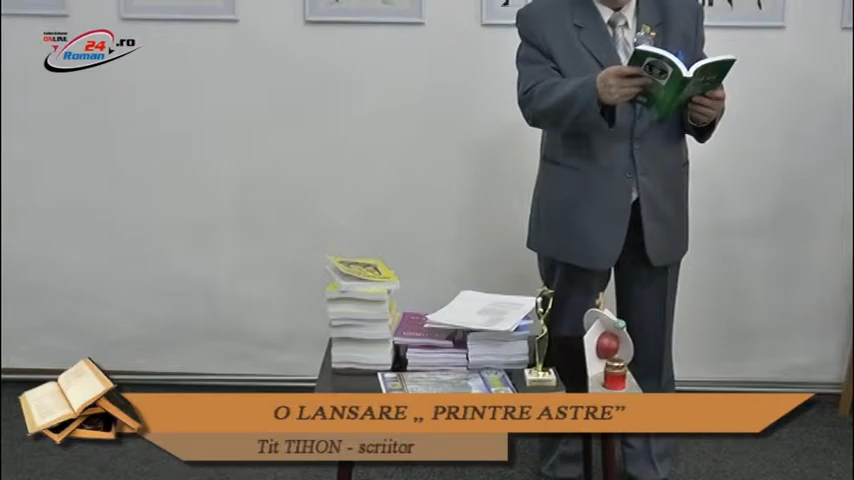 ONLINE
24.ro
Roman
O LANSARE „ PRINTRE ASTRE”
Tit TIHON - scriitor